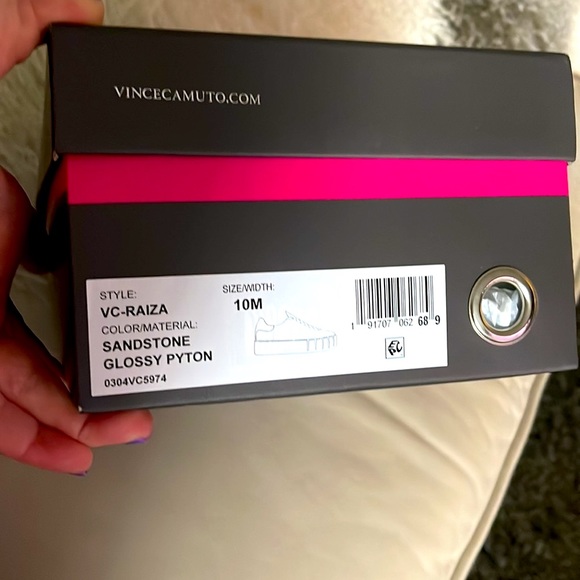 VINCECAMUTO.COM
STYLE:
VC-RAIZA
SIZE/WIDTH:
10M
COLOR/MATERIAL:
SANDSTONE
GLOSSY PYTON
0304VC5974
1 91707 062 68 9